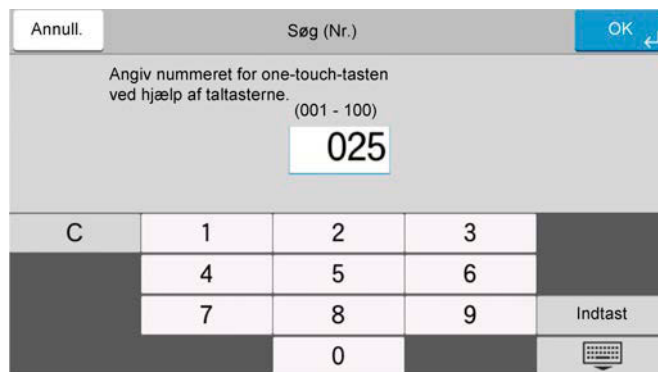 Annull. Søg (Nr.) OK
Angiv nummeret for one-touch-tasten
ved hjælp af taltasterne.
(001 - 100)
025
C 1 2 3
4 5 6
7 8 9 Indtast
0